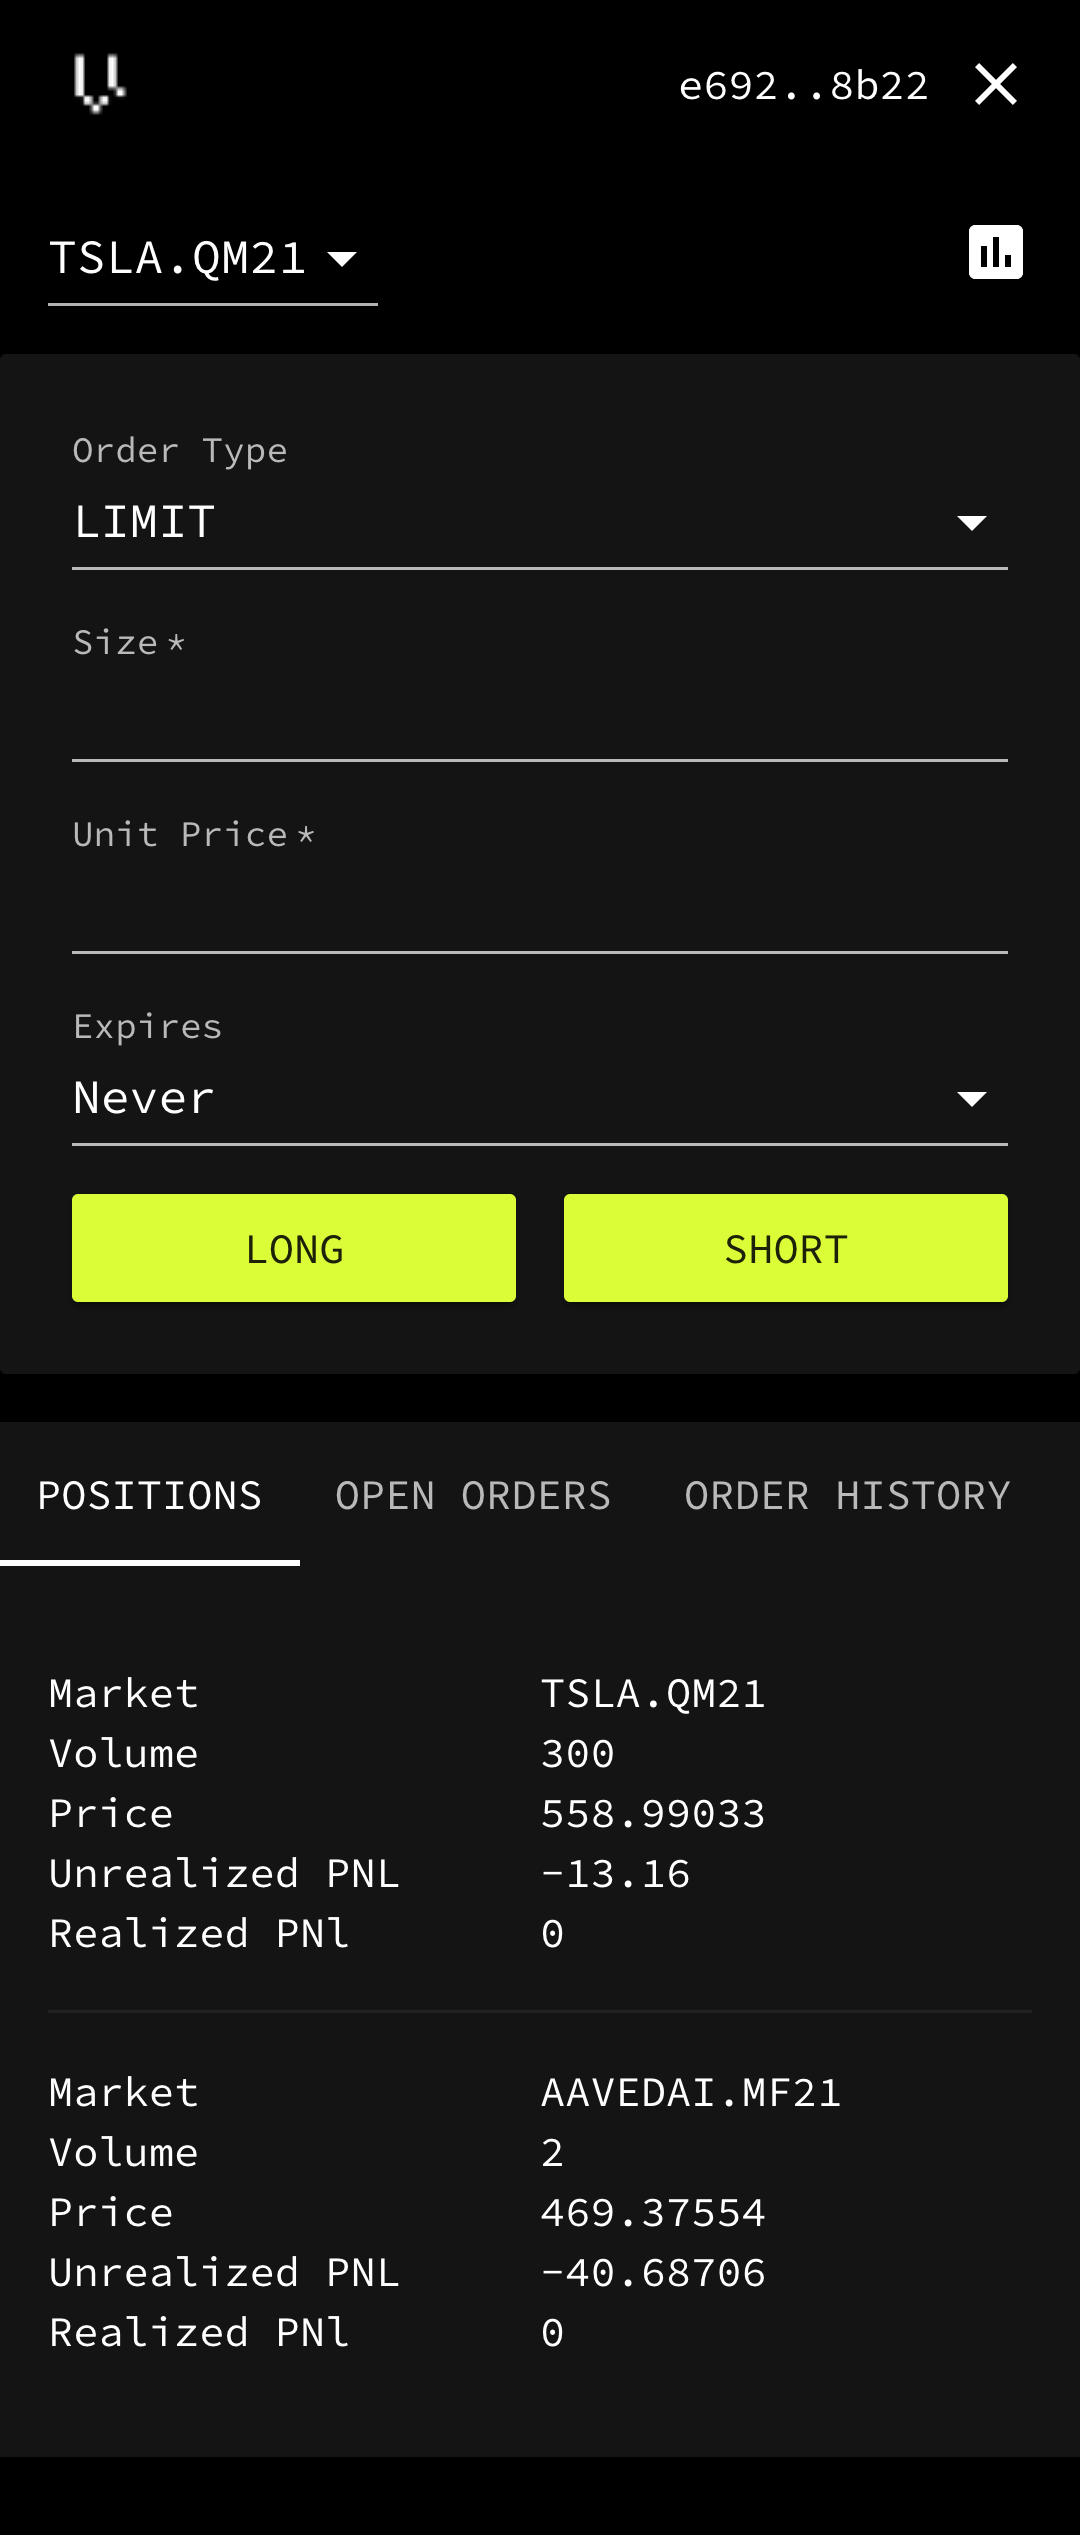 e692..8b22
TSLA.QM21
Order Type
LIMIT
Size *
Unit Price *
Expires
Never
LONG SHORT
POSITIONS OPEN ORDERS ORDER HISTORY
Market TSLA.QM21
Volume 300
Price 558.99033
Unrealized PNL -13.16
Realized PNl 0
Market AAVEDAI.MF21
Volume 2
Price 469.37554
Unrealized PNL -40.68706
Realized PNl 0